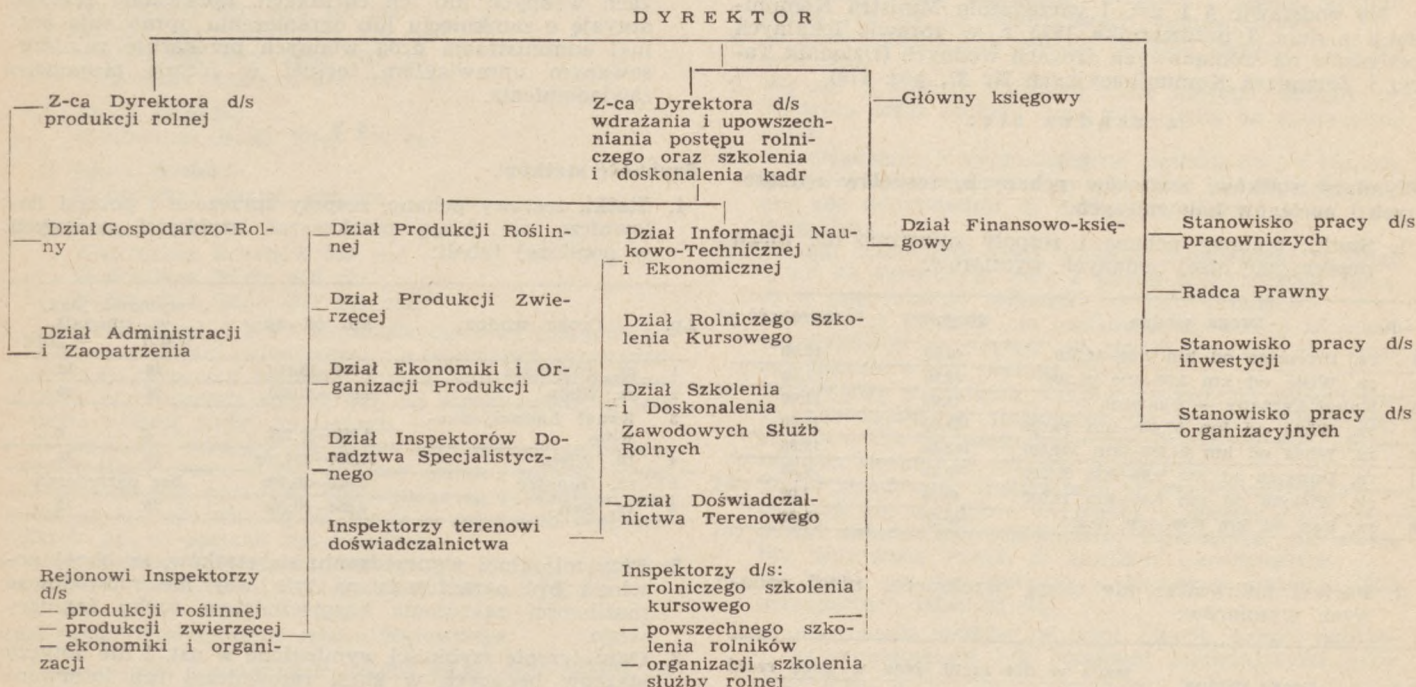 DYREKTOR
Z-ca Dyrektora d/s
produkcji rolnej
Dział Gospodarczo-Rol-
ny
Dział Administracji
i Zaopatrzenia
Z-ca Dyrektora d/s
wdrażania i upowszech-
niania postępu rolni-
czego oraz szkolenia
i doskonalenia kadr
Dział Produkcji Roślin-
nej
Dział Produkcji Zwie-
rzęcej
Dział Ekonomiki i Or-
ganizacji Produkcji
Dział Inspektorów Do-
radztwa Specjalistycz-
nego
Inspektorzy terenowi
doświadczalnictwa
Rejonowi Inspektorzy
d/s
— produkcji roślinnej
— produkcji zwierzęcej
— ekonomiki i organi-
zacji
Dział Informacji Nau-
kowo-Technicznej
i Ekonomicznej
Dział Rolniczego Szko-
lenia Kursowego
Dział Szkolenia
i Doskonalenia
Zawodowych Służb
Rolnych
Dział Doświadczal-
nictwa Terenowego
Inspektorzy d/s:
— rolniczego szkolenia
kursowego
— powszechnego szko-
lenia rolników
— organizacji szkolenia
służby rolnej
Główny księgowy
Dział Finansowo-księ-
gowy
Stanowisko pracy d/s
pracowniczych
Radca Prawny
Stanowisko pracy d/s
inwestycji
Stanowisko pracy d/s
organizacyjnych